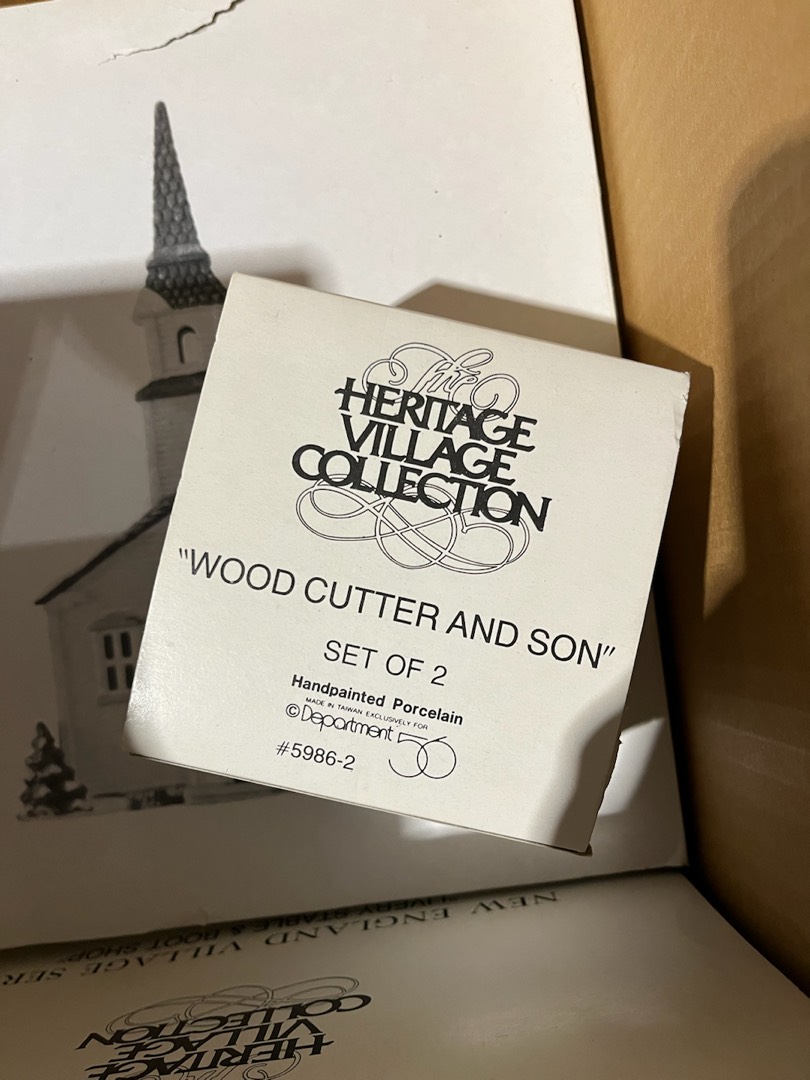 The
HERITAGE
VILLAGE
COLLECTION
"WOOD CUTTER AND SON"
SET OF 2
Handpainted Porcelain
MADE IN TAIWAN EXCLUSIVELY FOR
©Department 56
#5986-2
NEW ENGLAND VILLAGE SER
LIVERY STABLE & BOOT SHOP"
HERITAGE
VILLAGE
COLLECTION